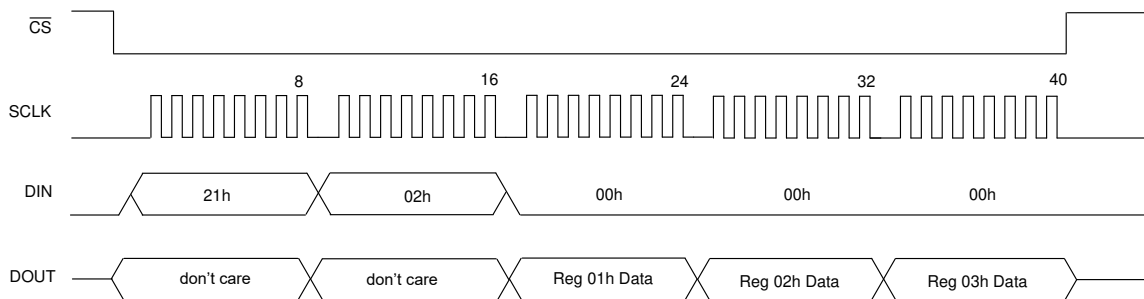 CS
8
16
24
32
40
SCLK
DIN
21h
02h
00h
00h
00h
DOUT
don't care
don't care
Reg 01h Data
Reg 02h Data
Reg 03h Data